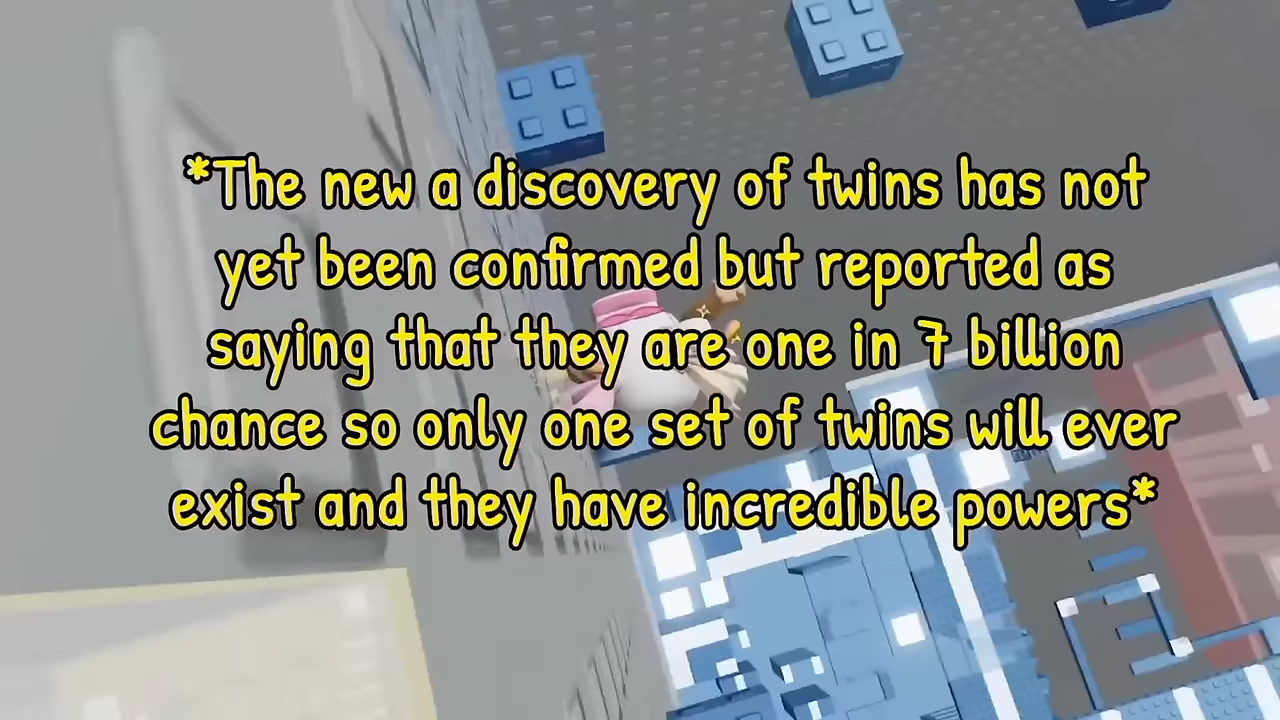 *The new a discovery of twins has not
yet been confirmed but reported as
saying that they are one in 7 billion
chance so only one set of twins will ever
exist and they have incredible powers*